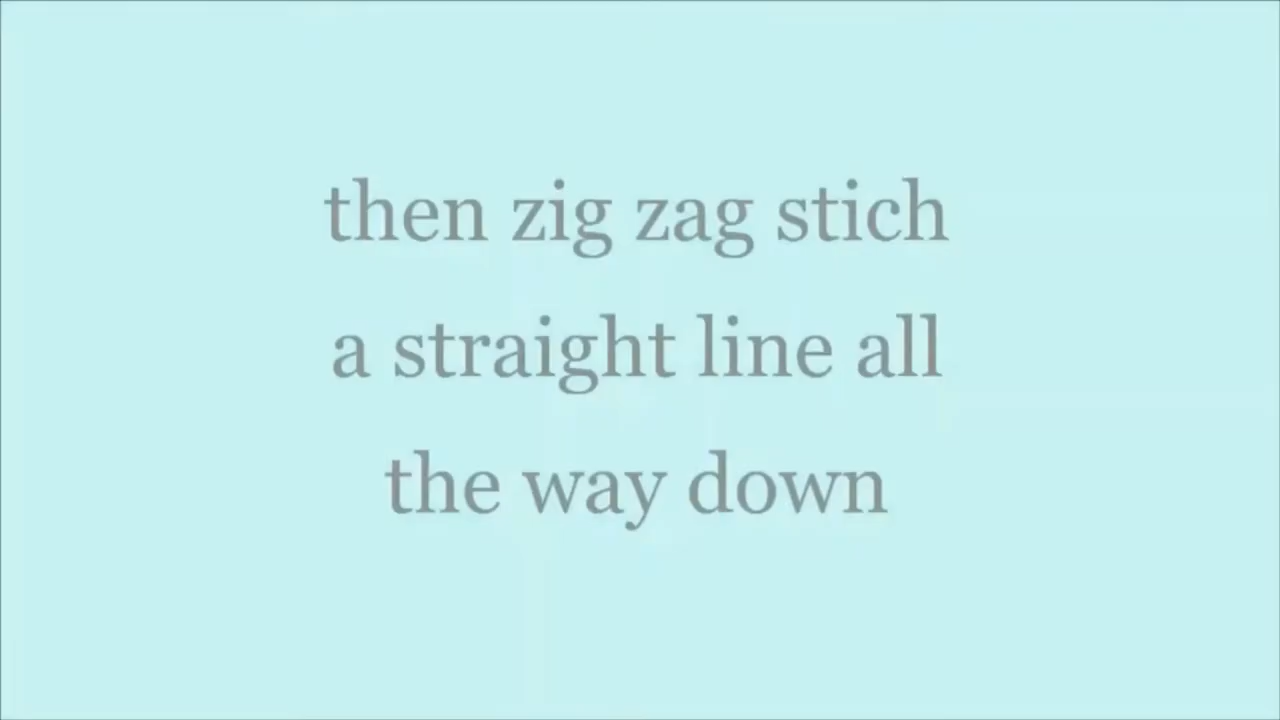 then zig zag stich
a straight line all
the way down